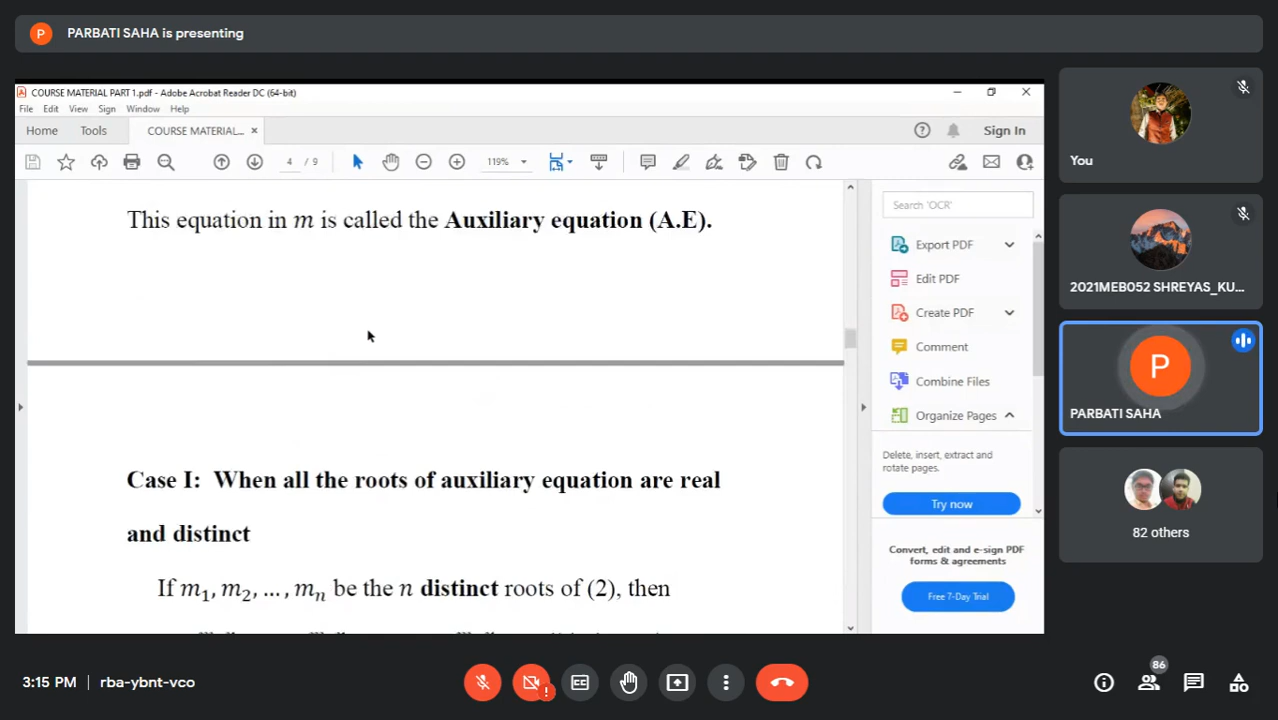 P PARBATI SAHA is presenting
COURSE MATERIAL PART 1.pdf - Adobe Acrobat Reader DC (64-bit)
File Edit View Sign Window Help
Home Tools COURSE MATERIAL... × ? Sign In
4 / 9 119%
This equation in m is called the Auxiliary equation (A.E).
Case I: When all the roots of auxiliary equation are real
and distinct
If m₁, m₂, ..., mₙ be the n distinct roots of (2), then
Search 'OCR'
Export PDF
Edit PDF
Create PDF
Comment
Combine Files
Organize Pages
Delete, insert, extract and
rotate pages.
Try now
Convert, edit and e-sign PDF
forms & agreements
Free 7-Day Trial
You
2021MEB052 SHREYAS_KU...
P
PARBATI SAHA
82 others
3:15 PM | rba-ybnt-vco
CC
86